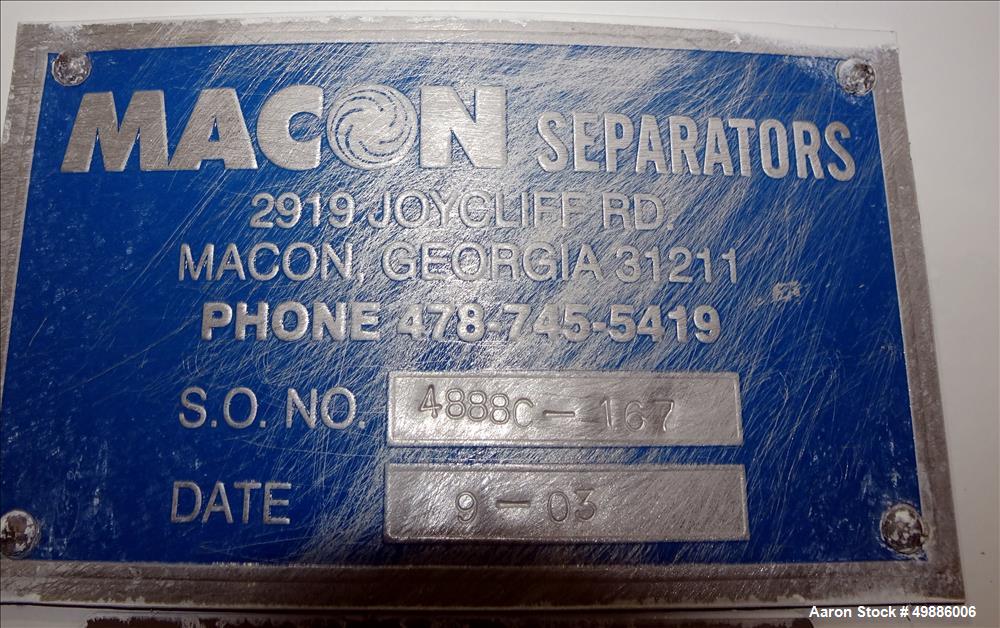 MACON SEPARATORS
2919 JOYCLIFF RD.
MACON, GEORGIA 31211
PHONE 478-745-5419
S.O. NO. 4888C-167
DATE 9-03
Aaron Stock # 49886006